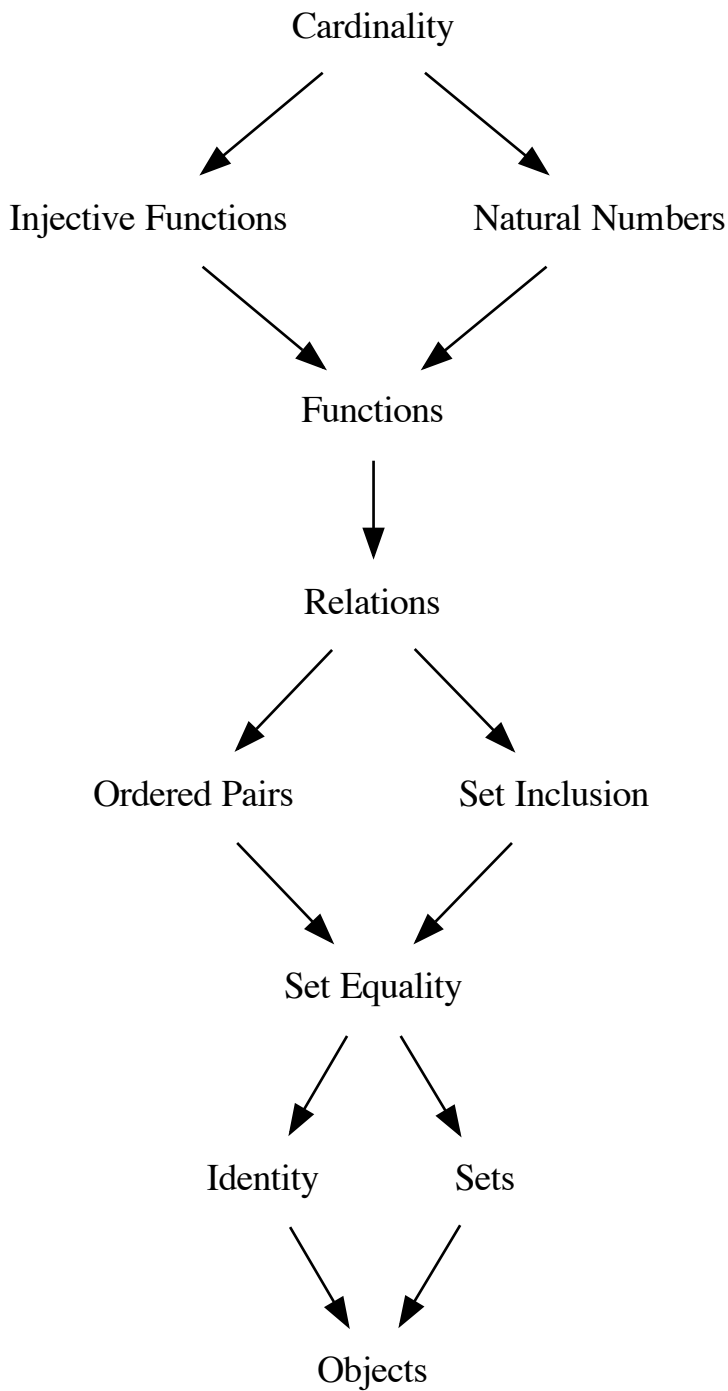 Cardinality
Injective Functions
Natural Numbers
Functions
Relations
Ordered Pairs
Set Inclusion
Set Equality
Identity
Sets
Objects